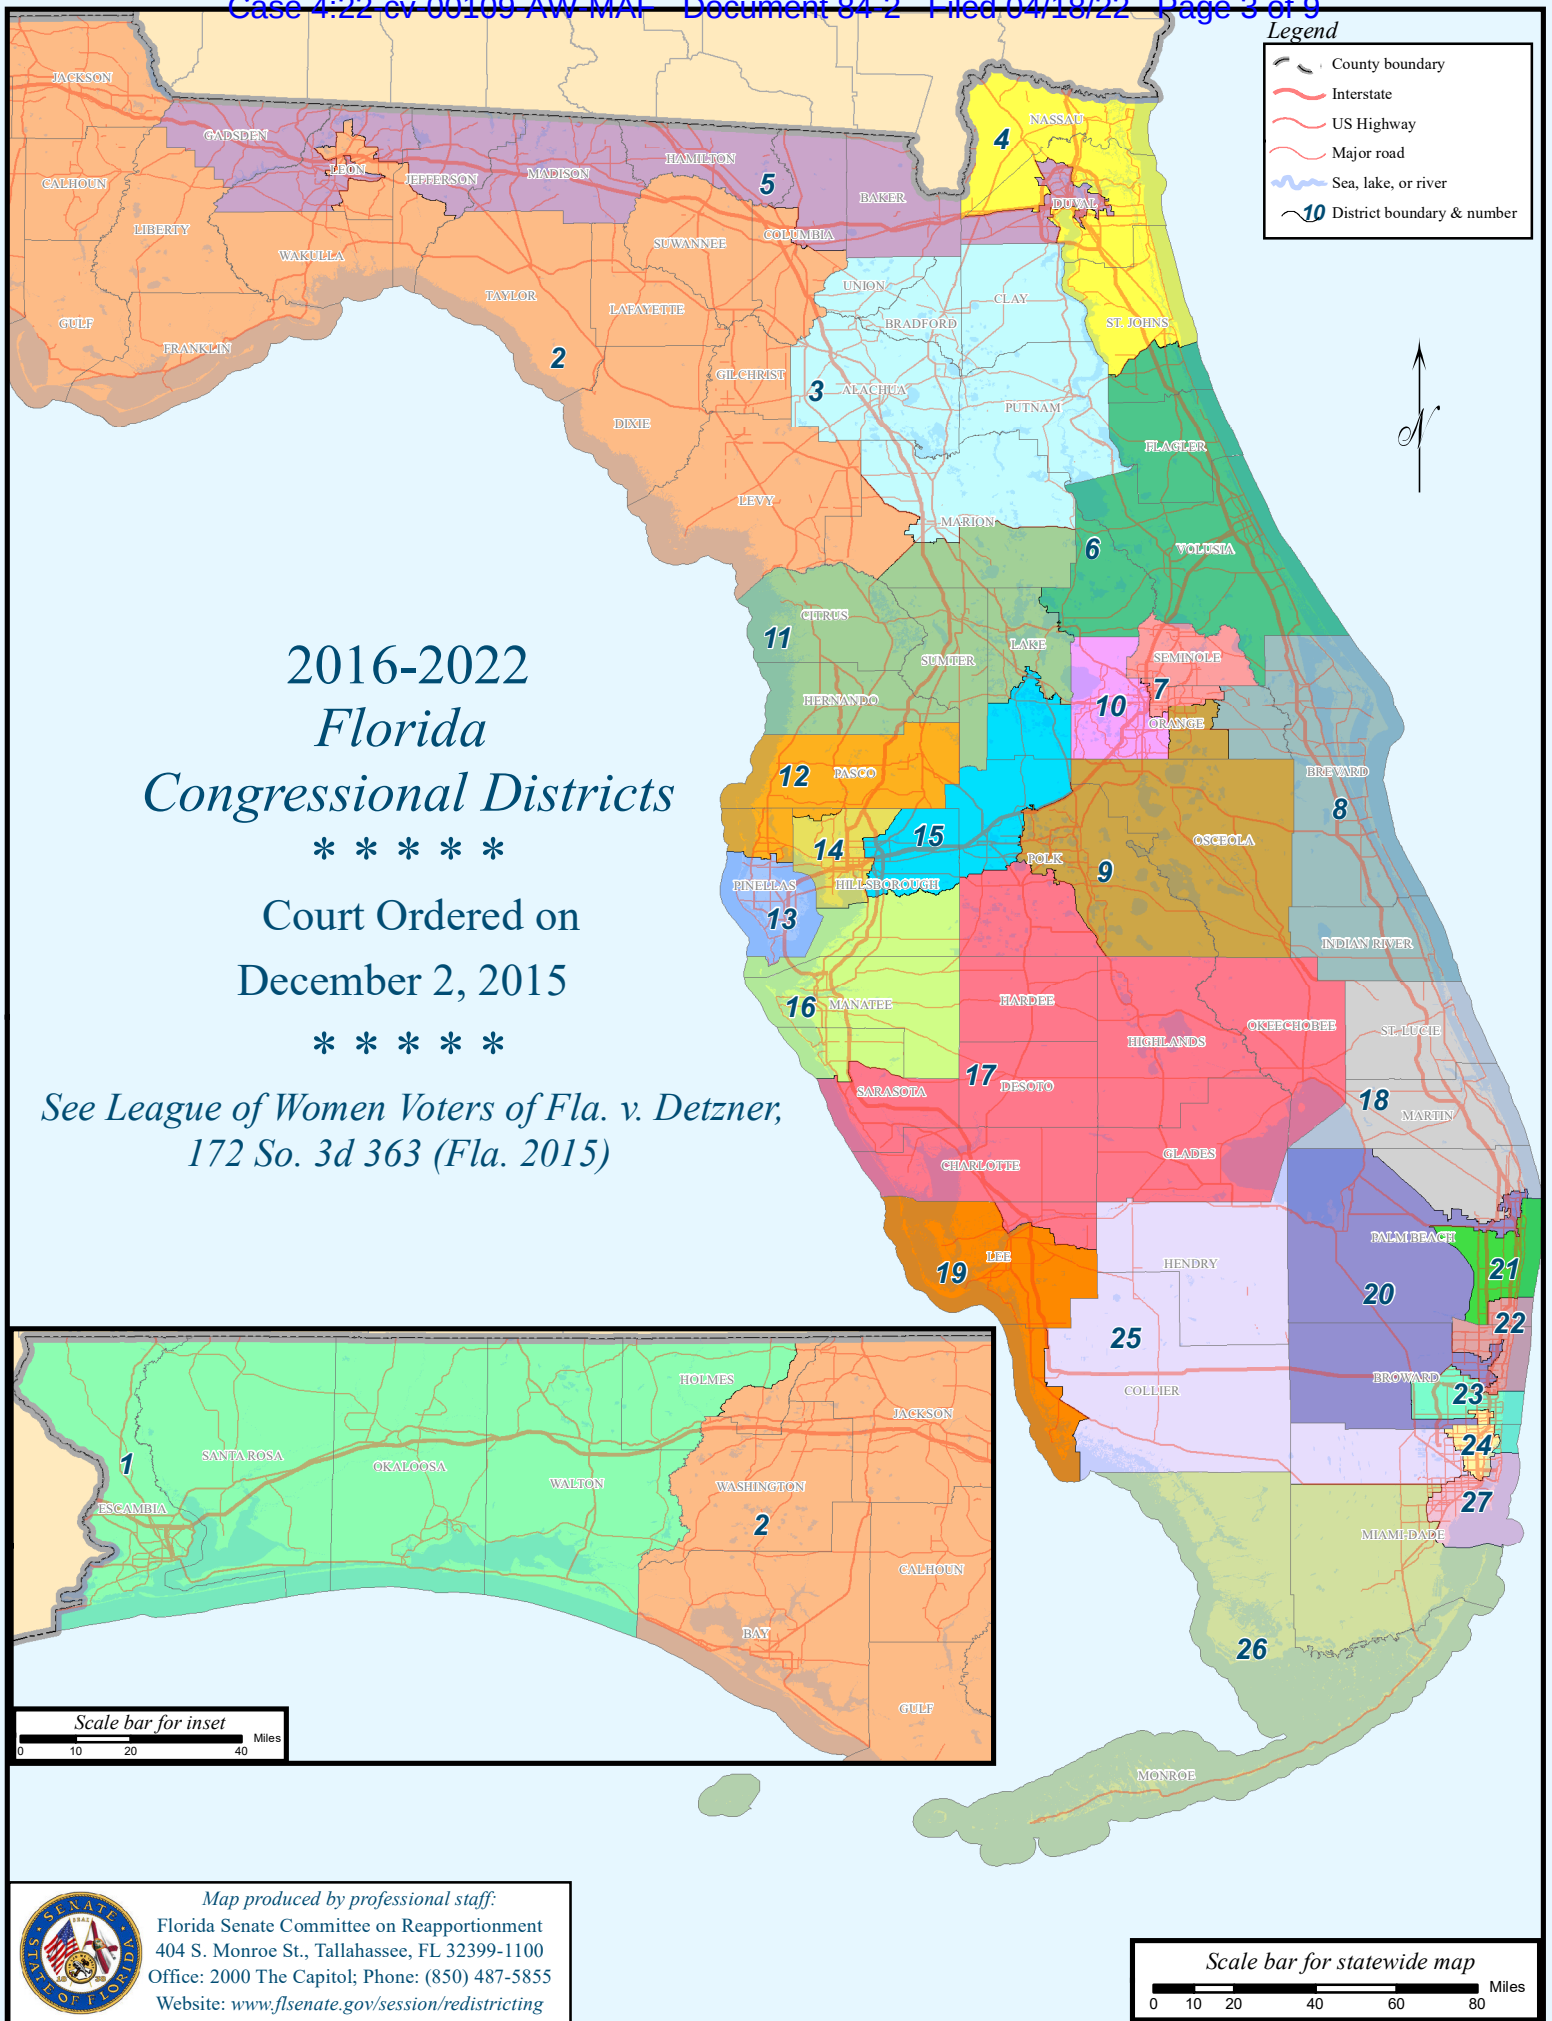 Case 4:22-cv-00109-AW-MAF Document 84-2 Filed 04/18/22 Page 3 of 9
Legend
County boundary
Interstate
US Highway
Major road
Sea, lake, or river
10 District boundary & number
N
JACKSON
GADSDEN
LEON
JEFFERSON
MADISON
HAMILTON
5
BAKER
4
NASSAU
DUVAL
CALHOUN
LIBERTY
WAKULLA
TAYLOR
SUWANNEE
COLUMBIA
LAFAYETTE
UNION
CLAY
BRADFORD
ST. JOHNS
GULF
FRANKLIN
2
GILCHRIST
3
ALACHUA
PUTNAM
DIXIE
FLAGLER
LEVY
MARION
6
VOLUSIA
CITRUS
11
SUMTER
LAKE
SEMINOLE
7
HERNANDO
10
ORANGE
12
PASCO
BREVARD
8
14
15
OSCEOLA
POLK
9
PINELLAS
HILLSBOROUGH
13
INDIAN RIVER
16
MANATEE
HARDEE
OKEECHOBEE
HIGHLANDS
ST. LUCIE
17
DESOTO
SARASOTA
18
MARTIN
CHARLOTTE
GLADES
PALM BEACH
19
LEE
HENDRY
20
21
22
25
COLLIER
BROWARD
23
24
27
MIAMI-DADE
26
MONROE
2016-2022
Florida
Congressional Districts
* * * * *
Court Ordered on
December 2, 2015
* * * * *
See League of Women Voters of Fla. v. Detzner,
172 So. 3d 363 (Fla. 2015)
HOLMES
JACKSON
1
SANTA ROSA
OKALOOSA
WALTON
WASHINGTON
ESCAMBIA
2
CALHOUN
BAY
GULF
Scale bar for inset
Miles
0 10 20 40
SENATE
SEAL
1838
STATE OF FLORIDA
Map produced by professional staff:
Florida Senate Committee on Reapportionment
404 S. Monroe St., Tallahassee, FL 32399-1100
Office: 2000 The Capitol; Phone: (850) 487-5855
Website: www.flsenate.gov/session/redistricting
Scale bar for statewide map
Miles
0 10 20 40 60 80